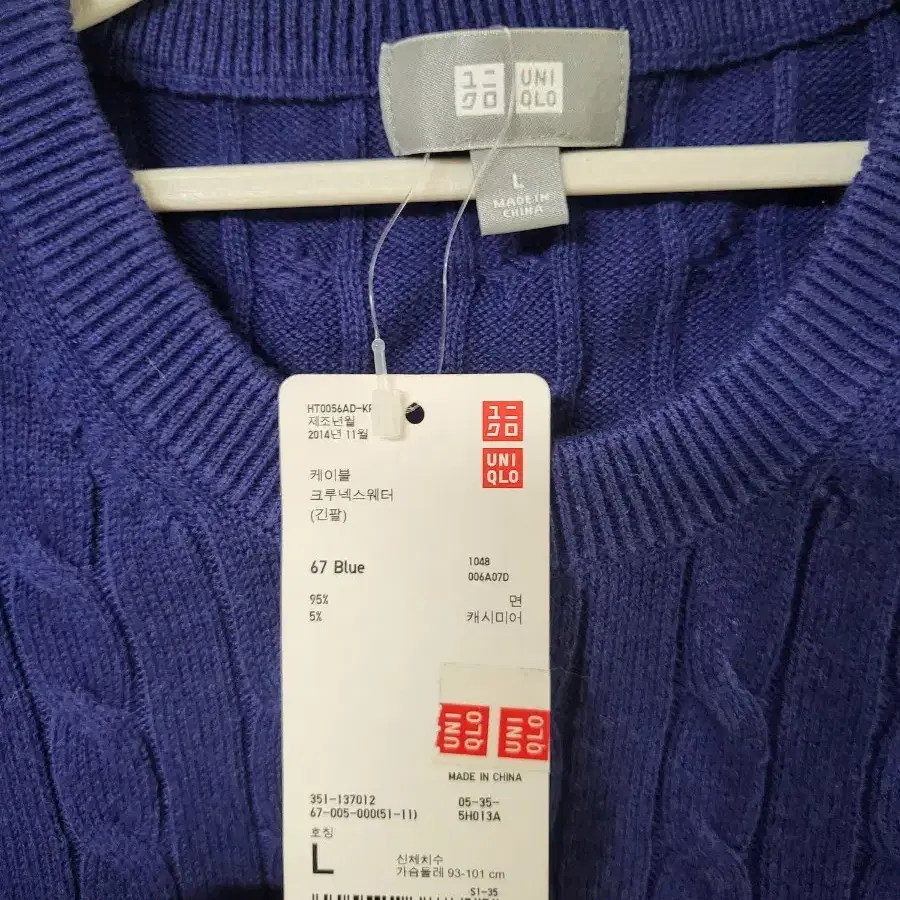 ユニ
クロ
UNI
QLO
L
MADE IN
CHINA
HT0056AD-
제조년월
2014년 11월
ユニ
クロ
UNI
QLO
케이블
크루넥스웨터
(긴팔)
67 Blue
1048
006A07D
95% 면
5% 캐시미어
UNI
QLO
UNI
QLO
MADE IN CHINA
351-137012
67-005-000(51-11)
05-35-
5H013A
호칭
L
신체치수
가슴둘레 93-101 cm
S1-35